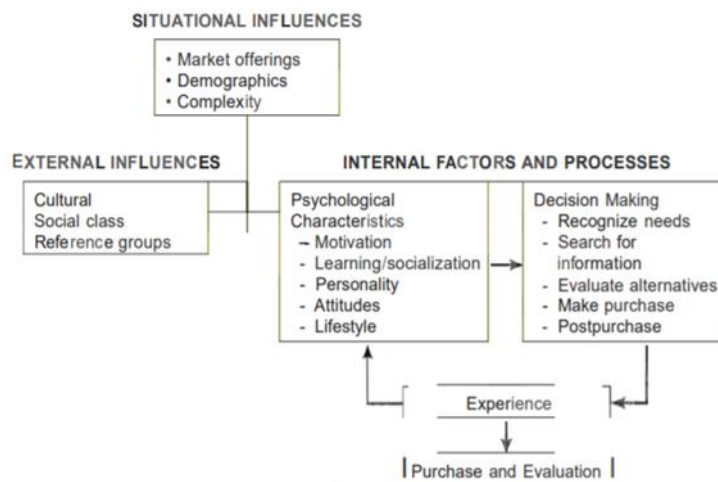 SITUATIONAL INFLUENCES
• Market offerings
• Demographics
• Complexity
EXTERNAL INFLUENCES
Cultural
Social class
Reference groups
INTERNAL FACTORS AND PROCESSES
Psychological
Characteristics
- Motivation
- Learning/socialization
- Personality
- Attitudes
- Lifestyle
Decision Making
- Recognize needs
- Search for
information
- Evaluate alternatives
- Make purchase
- Postpurchase
Experience
Purchase and Evaluation